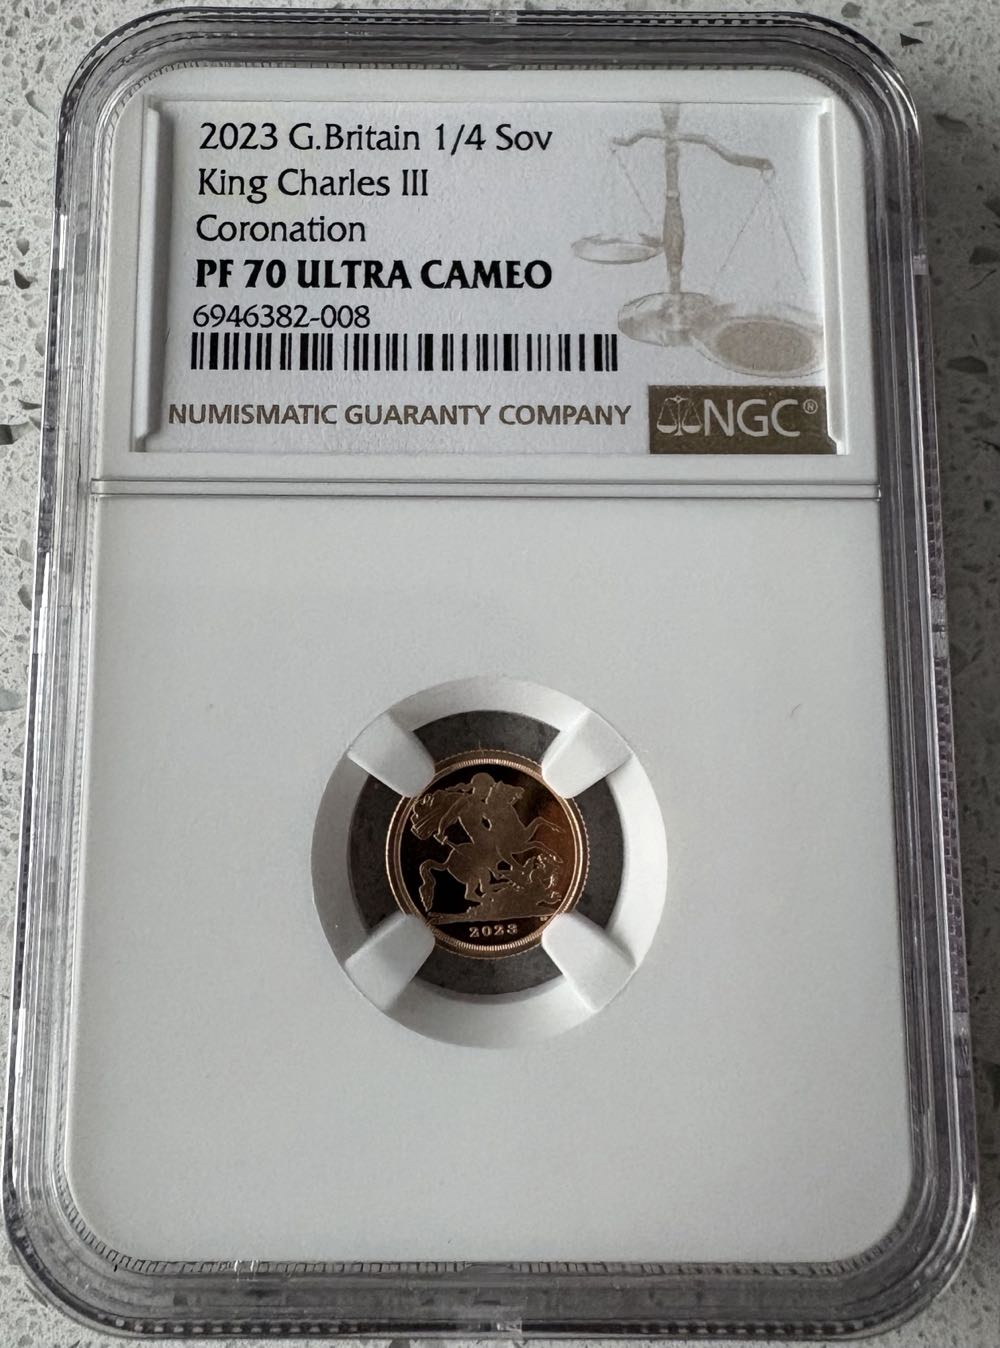 2023 G.Britain 1/4 Sov
King Charles III
Coronation
PF 70 ULTRA CAMEO
6946382-008
NUMISMATIC GUARANTY COMPANY
NGC®
2023